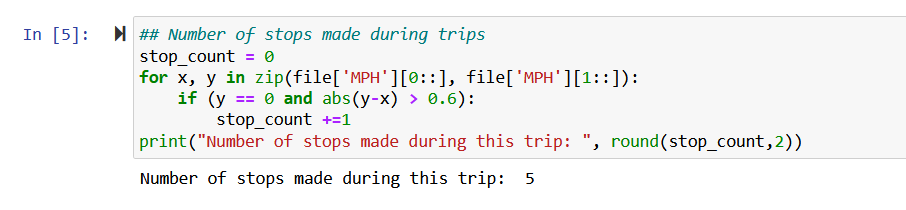 In [5]: ## Number of stops made during trips
stop_count = 0
for x, y in zip(file['MPH'][0::], file['MPH'][1::]):
    if (y == 0 and abs(y-x) > 0.6):
        stop_count +=1
print("Number of stops made during this trip: ", round(stop_count,2))
Number of stops made during this trip:  5